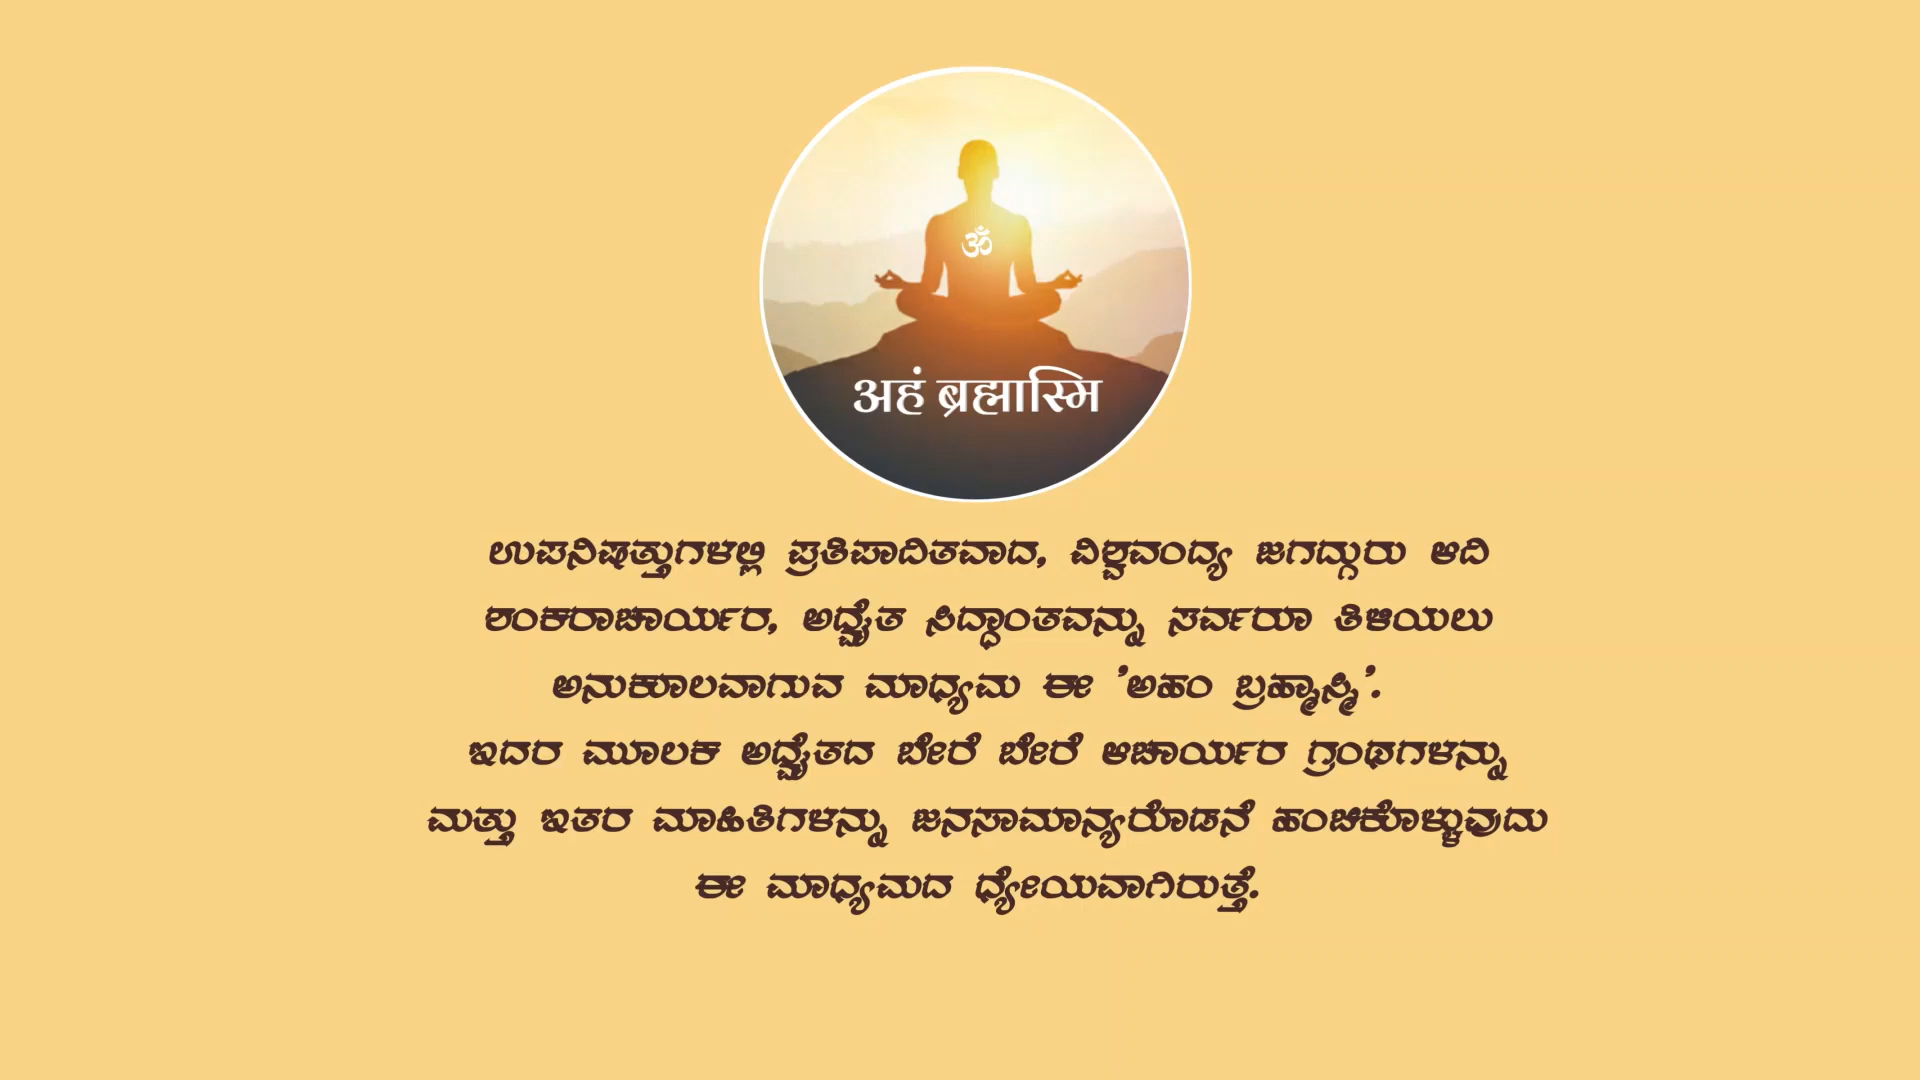 ॐ
अहं ब्रह्मास्मि
ಉಪನಿಷತ್ತುಗಳಲ್ಲಿ ಪ್ರತಿಪಾದಿತವಾದ, ವಿಶ್ವವಂದ್ಯ ಜಗದ್ಗುರು ಆದಿ
ಶಂಕರಾಚಾರ್ಯರ, ಅದ್ವೈತ ಸಿದ್ಧಾಂತವನ್ನು ಸರ್ವರೂ ತಿಳಿಯಲು
ಅನುಕೂಲವಾಗುವ ಮಾಧ್ಯಮ ಈ 'ಅಹಂ ಬ್ರಹ್ಮಾಸ್ಮಿ'.
ಇದರ ಮೂಲಕ ಅದ್ವೈತದ ಬೇರೆ ಬೇರೆ ಆಚಾರ್ಯರ ಗ್ರಂಥಗಳನ್ನು
ಮತ್ತು ಇತರ ಮಾಹಿತಿಗಳನ್ನು ಜನಸಾಮಾನ್ಯರೊಡನೆ ಹಂಚಿಕೊಳ್ಳುವುದು
ಈ ಮಾಧ್ಯಮದ ಧ್ಯೇಯವಾಗಿರುತ್ತೆ.